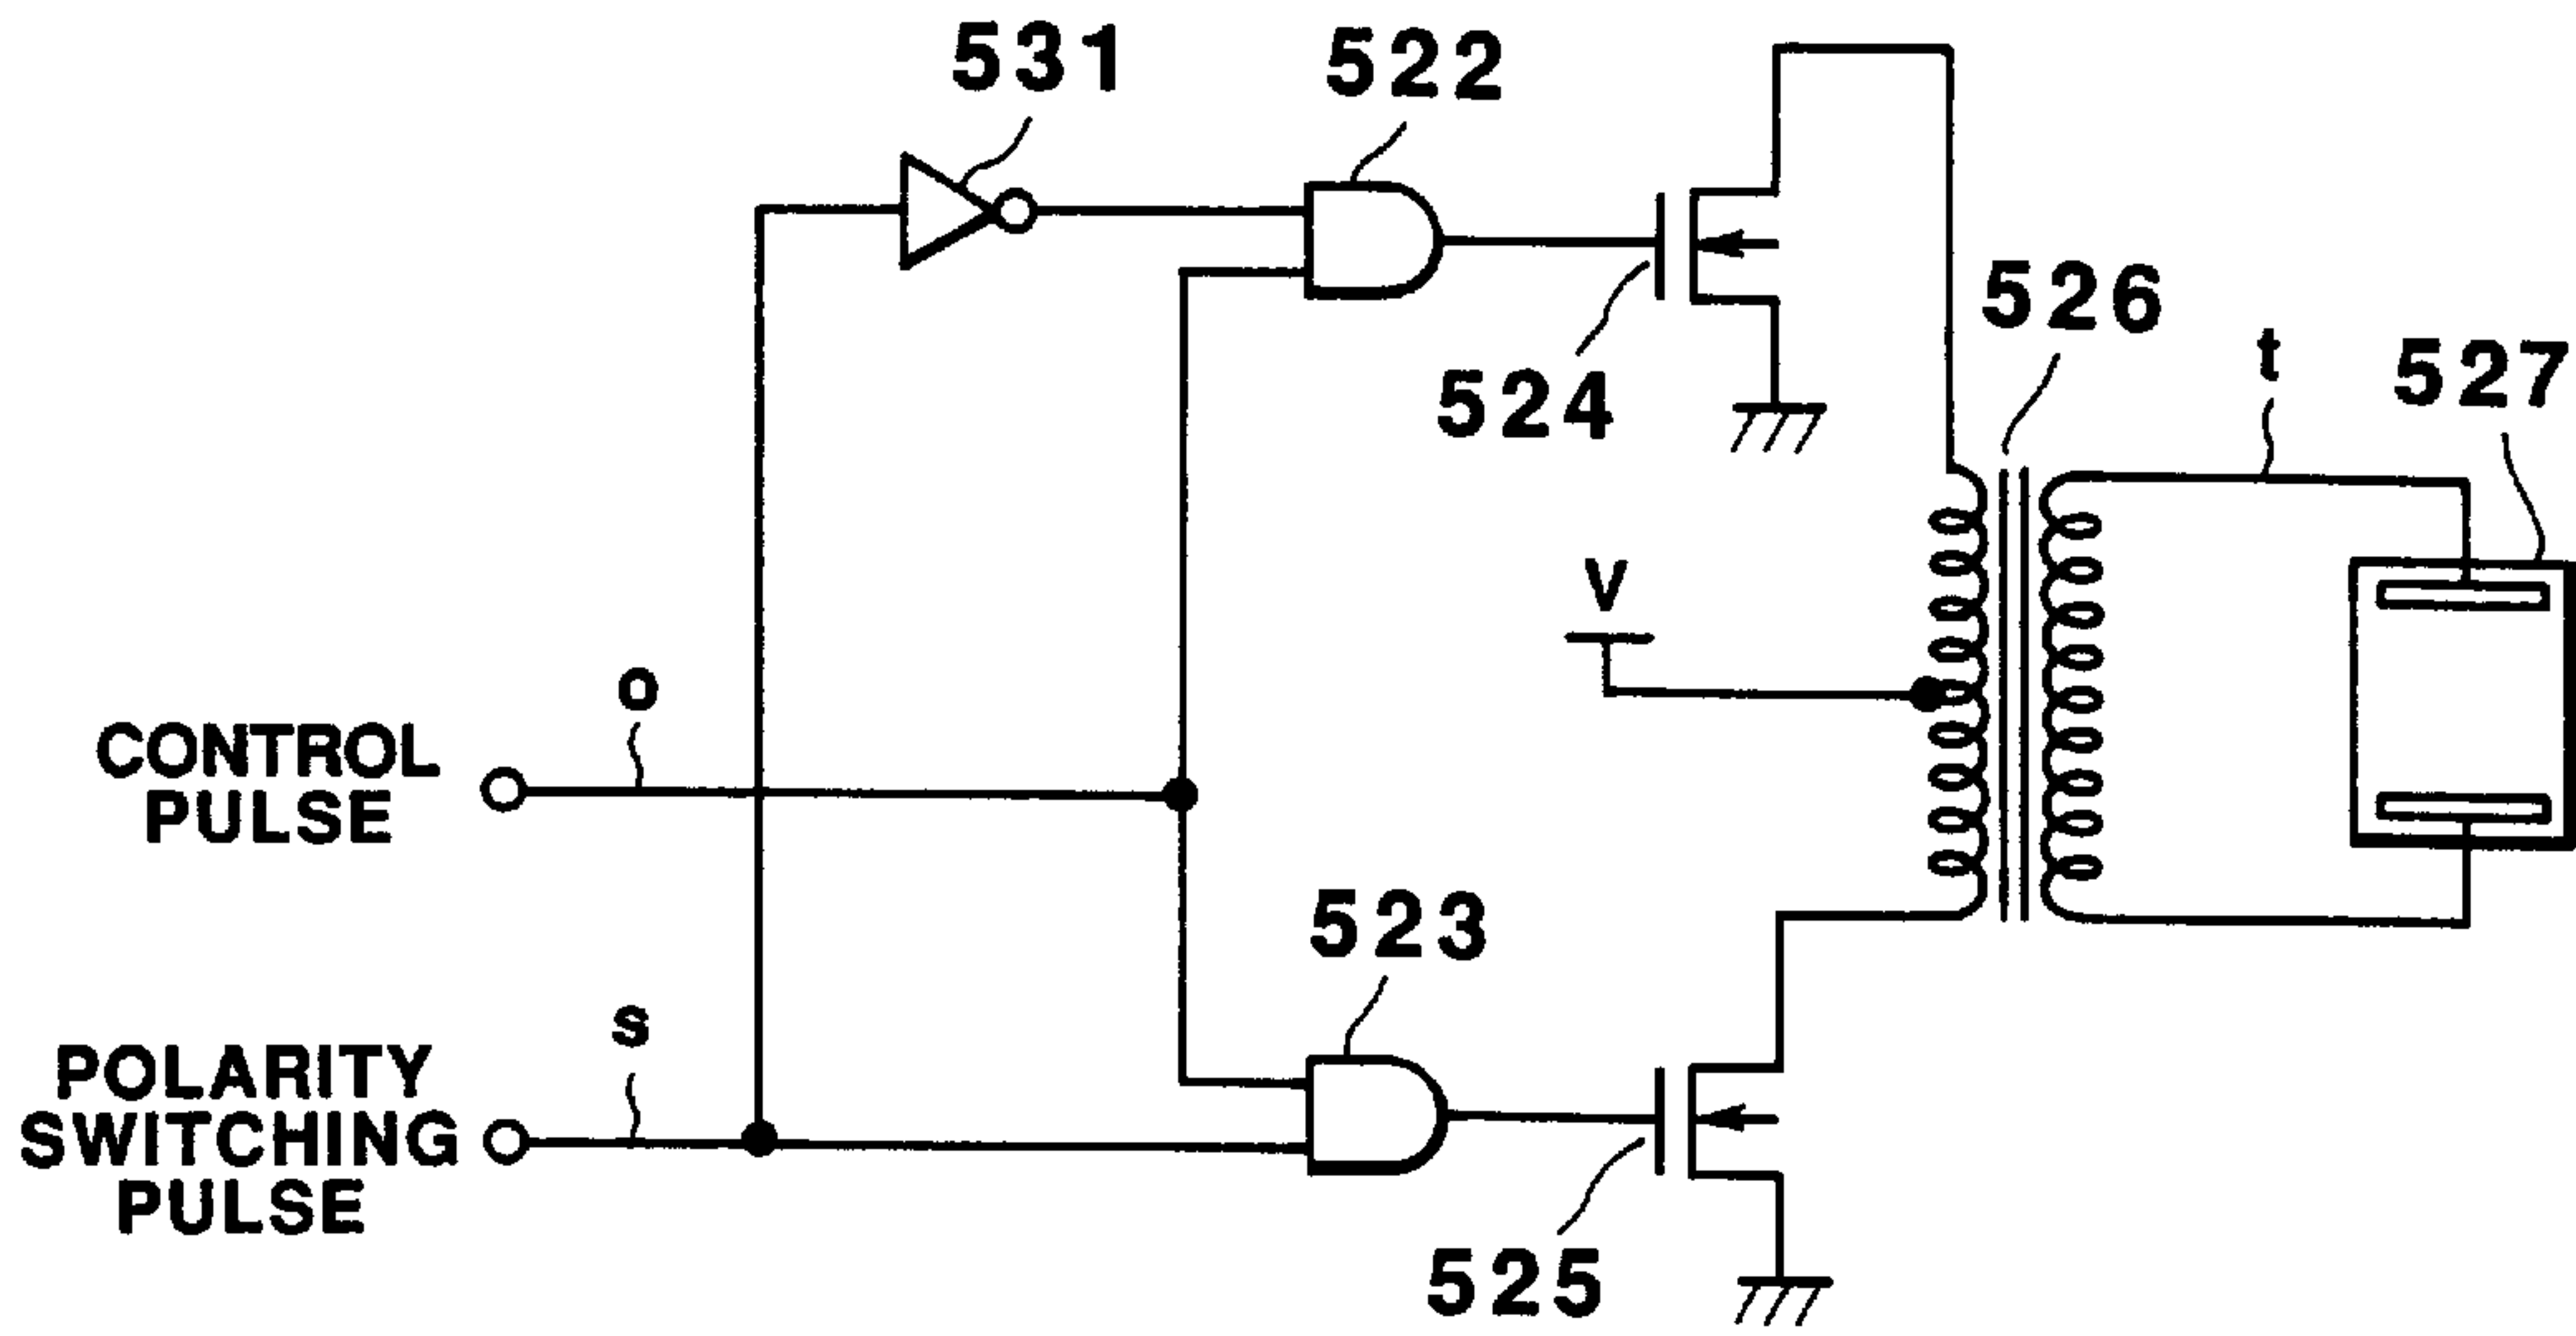 531
522
524
526
t
527
V
o
CONTROL
PULSE
523
s
POLARITY
SWITCHING
PULSE
525